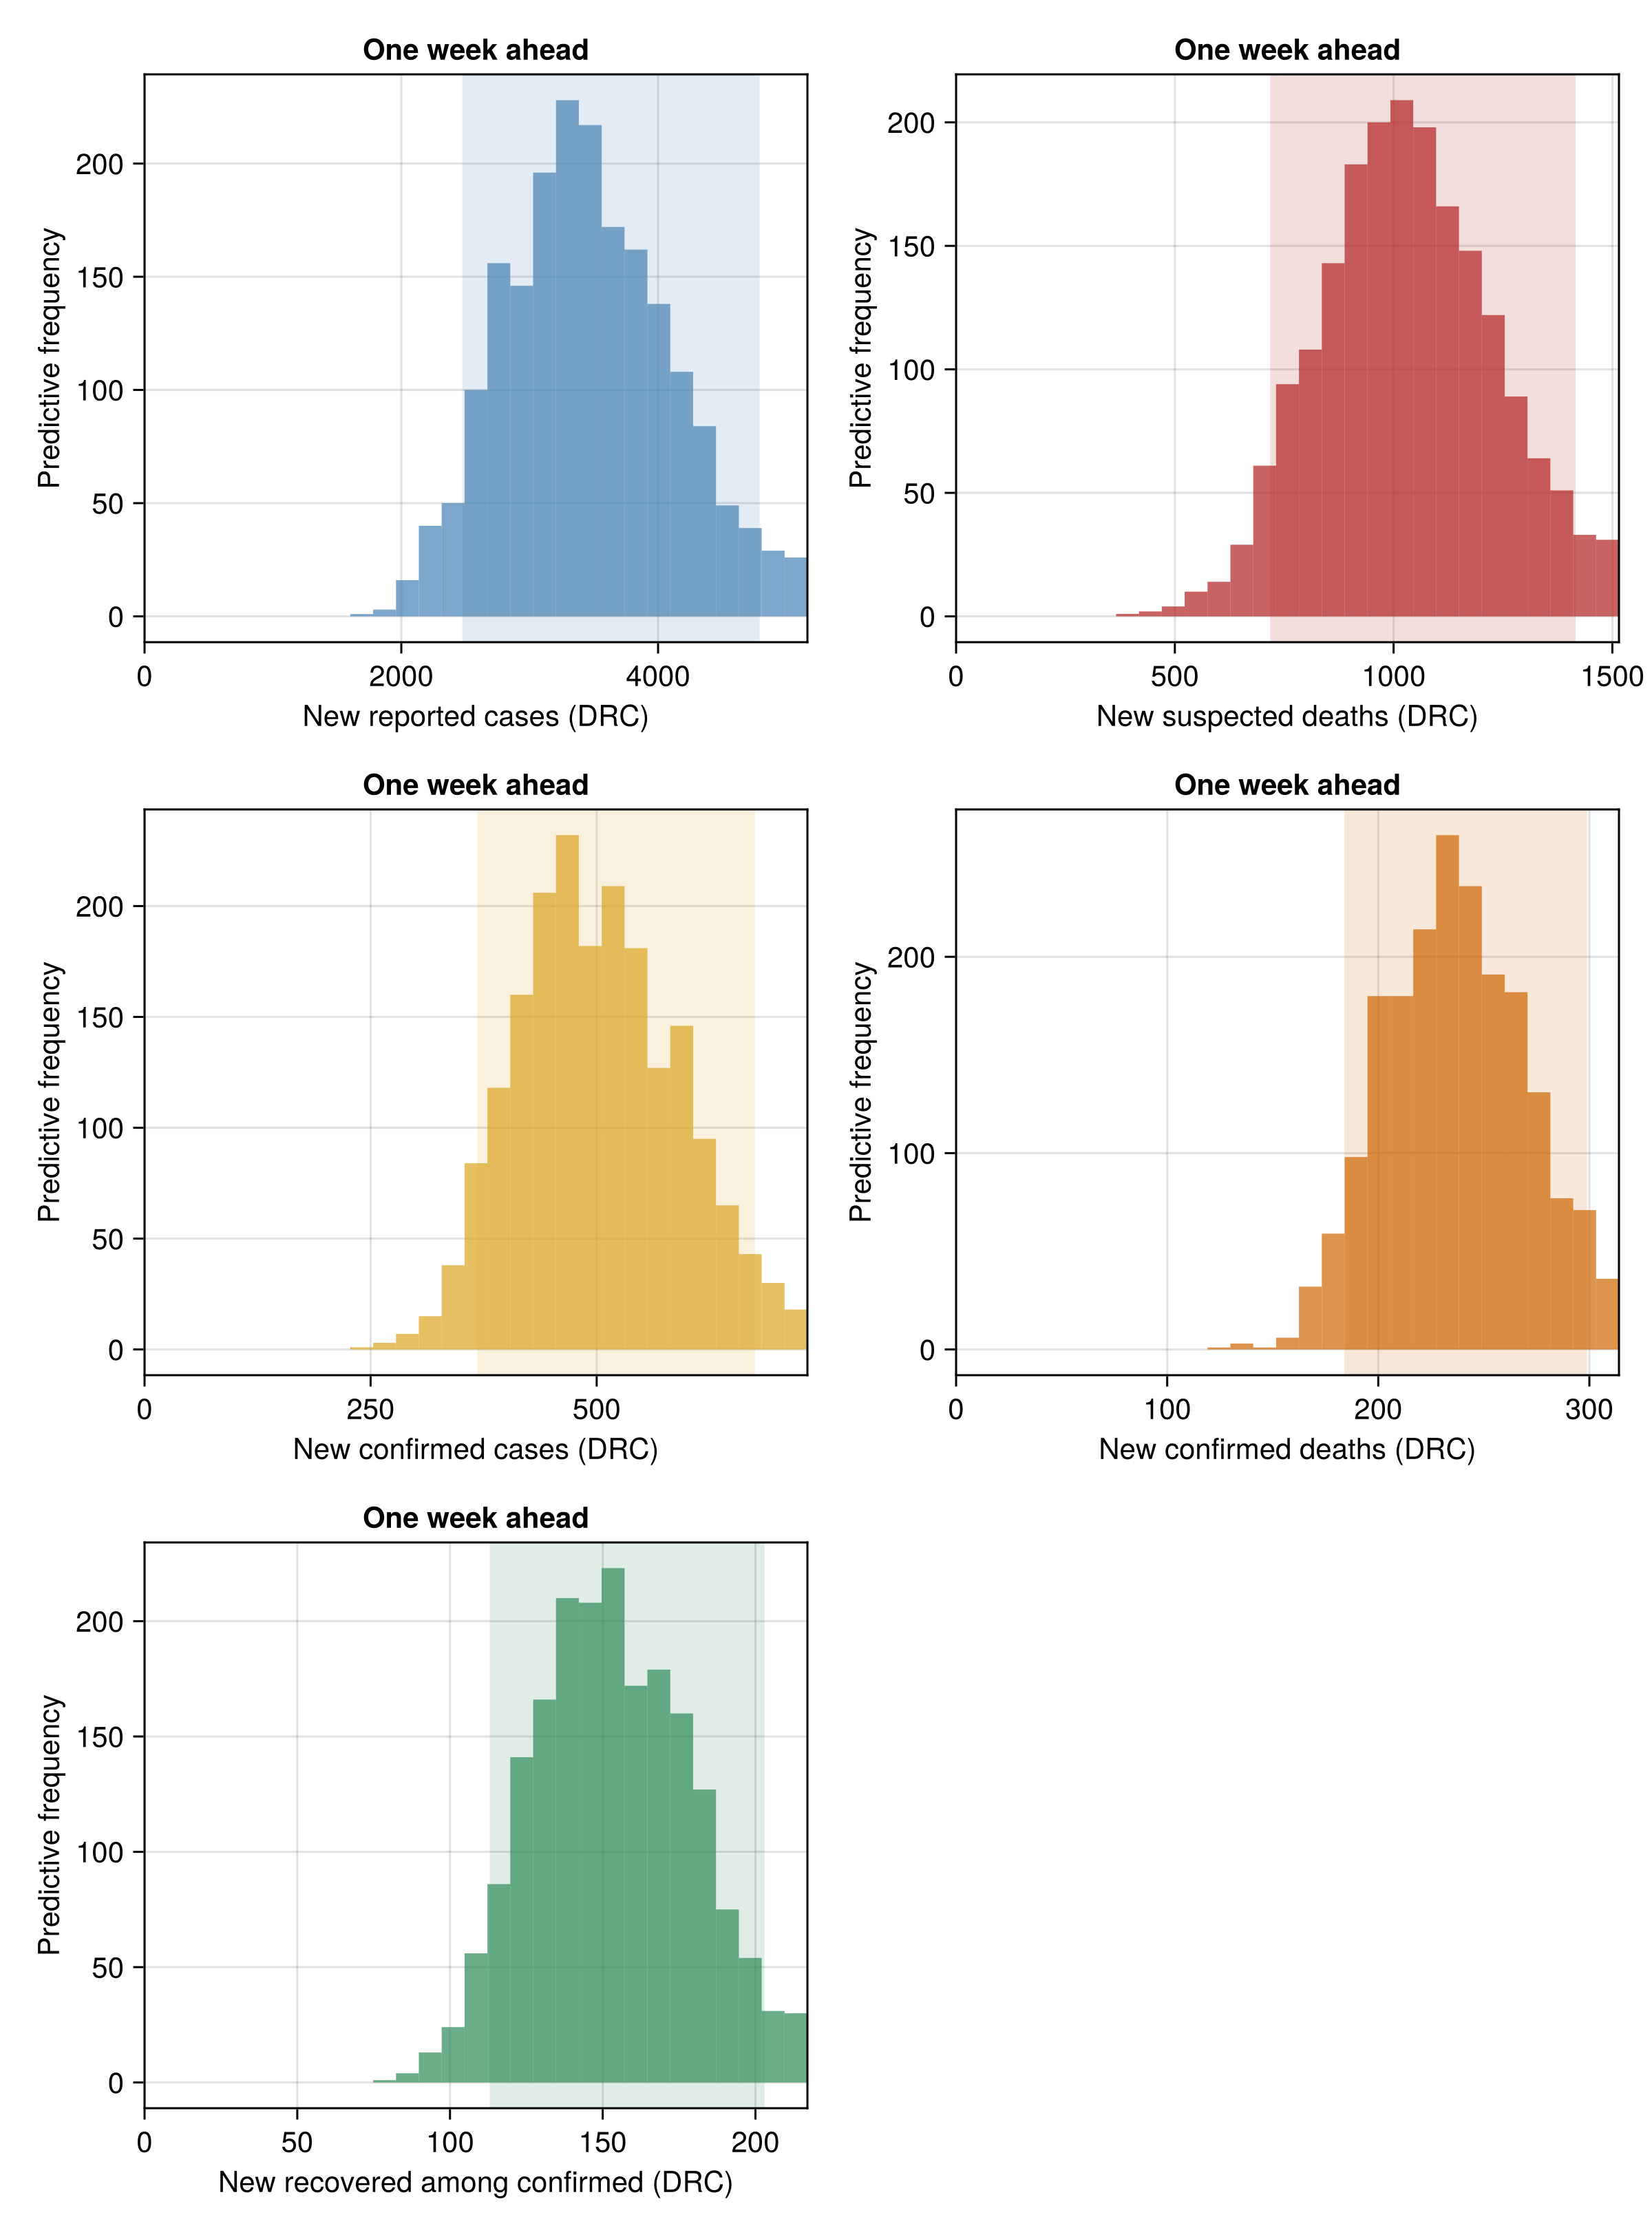 One week ahead
Predictive frequency
200
150
100
50
0
0 2000 4000
New reported cases (DRC)
One week ahead
Predictive frequency
200
150
100
50
0
0 500 1000 1500
New suspected deaths (DRC)
One week ahead
Predictive frequency
200
150
100
50
0
0 250 500
New confirmed cases (DRC)
One week ahead
Predictive frequency
200
100
0
0 100 200 300
New confirmed deaths (DRC)
One week ahead
Predictive frequency
200
150
100
50
0
0 50 100 150 200
New recovered among confirmed (DRC)